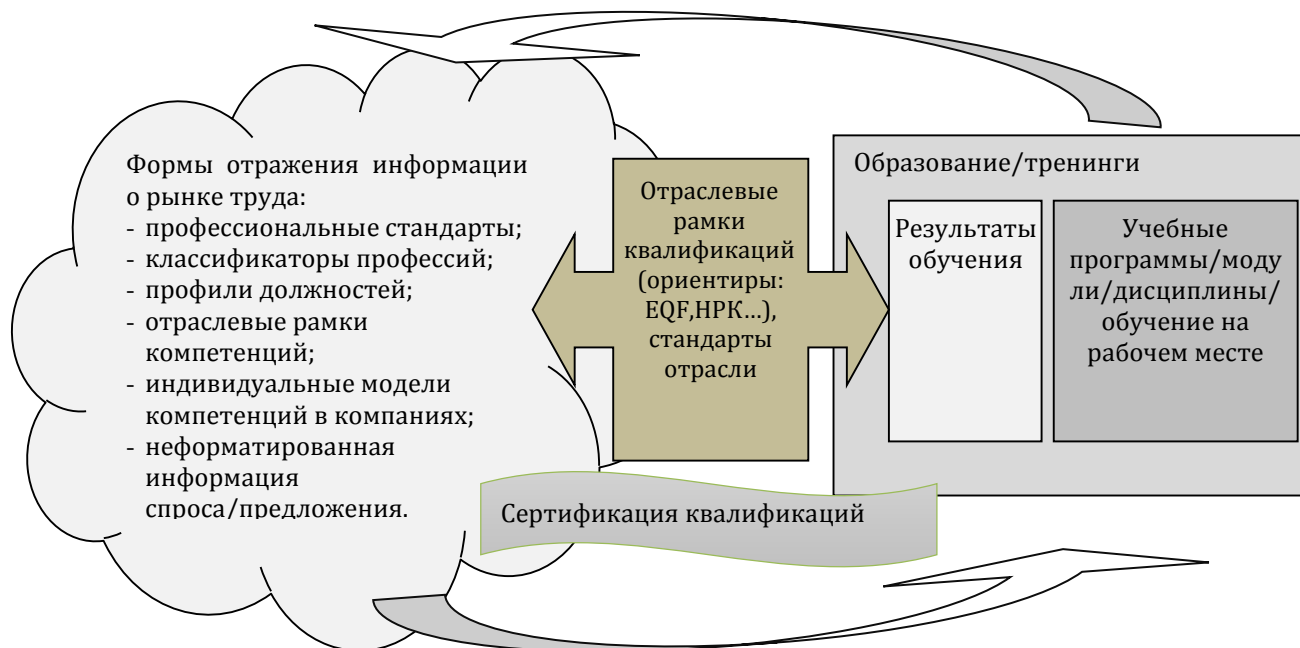 Формы отражения информации
о рынке труда:
- профессиональные стандарты;
- классификаторы профессий;
- профили должностей;
- отраслевые рамки
компетенций;
- индивидуальные модели
компетенций в компаниях;
- неформатированная
информация
спроса/предложения.
Отраслевые
рамки
квалификаций
(ориентиры:
EQF,НРК...),
стандарты
отрасли
Образование/тренинги
Результаты
обучения
Учебные
программы/моду
ли/дисциплины/
обучение на
рабочем месте
Сертификация квалификаций